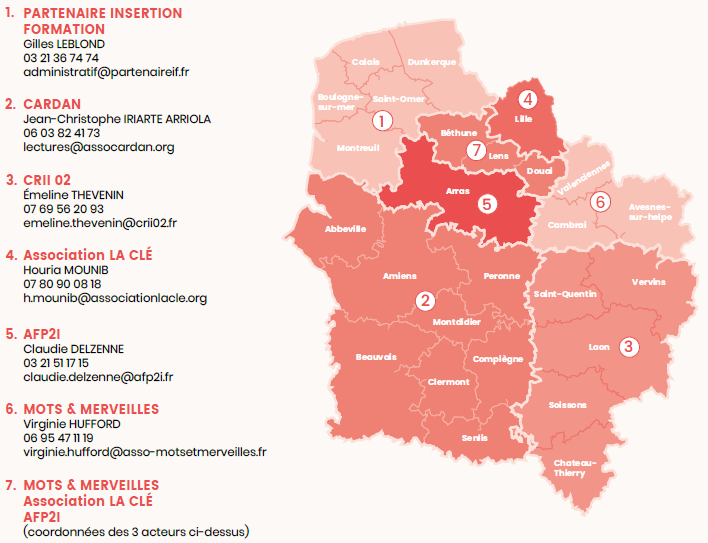 1. PARTENAIRE INSERTION
FORMATION
Gilles LEBLOND
03 21 36 74 74
administratif@partenaireif.fr
2. CARDAN
Jean-Christophe IRIARTE ARRIOLA
06 03 82 41 73
lectures@assocardan.org
3. CRII 02
Émeline THEVENIN
07 69 56 20 93
emeline.thevenin@crii02.fr
4. Association LA CLÉ
Houria MOUNIB
07 80 90 08 18
h.mounib@associationlacle.org
5. AFP2I
Claudie DELZENNE
03 21 51 17 15
claudie.delzenne@afp2i.fr
6. MOTS & MERVEILLES
Virginie HUFFORD
06 95 47 11 19
virginie.hufford@asso-motsetmerveilles.fr
7. MOTS & MERVEILLES
Association LA CLÉ
AFP2I
(coordonnées des 3 acteurs ci-dessus)
Calais
Dunkerque
Boulogne-
sur-mer
Saint-Omer
1
Montreuil
4
Lille
Béthune
7
Lens
Douai
Arras
5
Valenciennes
6
Cambrai
Avesnes-
sur-helpe
Abbeville
Amiens
Peronne
2
Montdidier
Beauvais
Compiègne
Clermont
Senlis
Saint-Quentin
Vervins
Laon
3
Soissons
Chateau-
Thierry